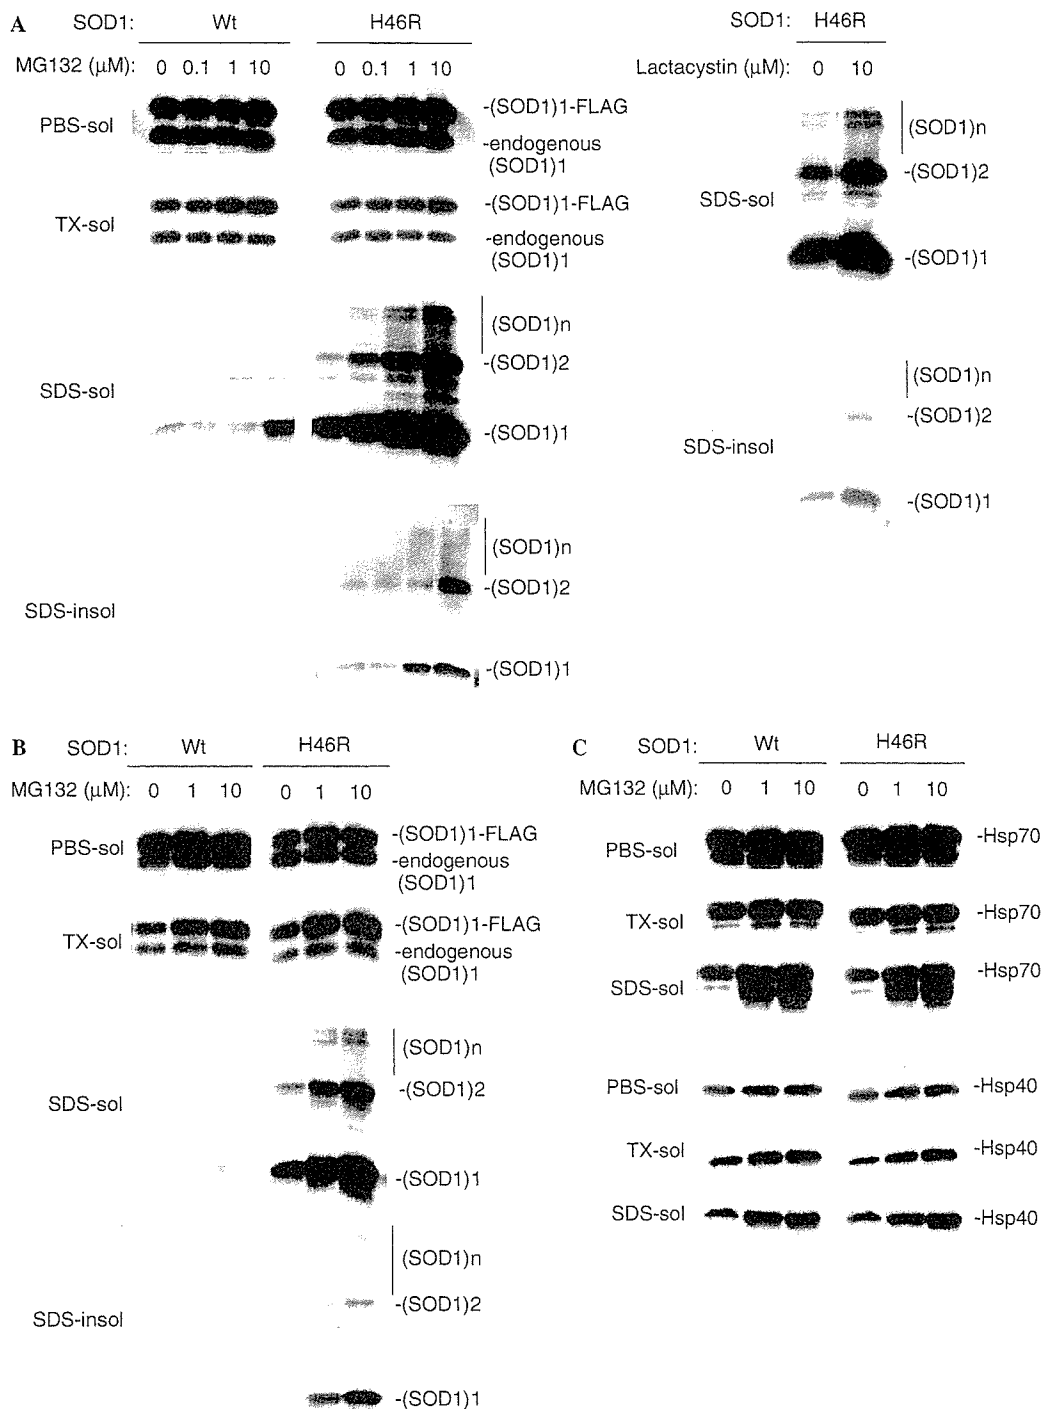 A
SOD1: Wt H46R
MG132 (μM): 0 0.1 1 10 0 0.1 1 10
PBS-sol
-(SOD1)1-FLAG
-endogenous
(SOD1)1
TX-sol
-(SOD1)1-FLAG
-endogenous
(SOD1)1
SDS-sol
(SOD1)n
-(SOD1)2
-(SOD1)1
SDS-insol
(SOD1)n
-(SOD1)2
-(SOD1)1
SOD1: H46R
Lactacystin (μM): 0 10
SDS-sol
(SOD1)n
-(SOD1)2
-(SOD1)1
SDS-insol
(SOD1)n
-(SOD1)2
-(SOD1)1
B
SOD1: Wt H46R
MG132 (μM): 0 1 10 0 1 10
PBS-sol
-(SOD1)1-FLAG
-endogenous
(SOD1)1
TX-sol
-(SOD1)1-FLAG
-endogenous
(SOD1)1
SDS-sol
(SOD1)n
-(SOD1)2
-(SOD1)1
SDS-insol
(SOD1)n
-(SOD1)2
-(SOD1)1
C
SOD1: Wt H46R
MG132 (μM): 0 1 10 0 1 10
PBS-sol -Hsp70
TX-sol -Hsp70
SDS-sol -Hsp70
PBS-sol -Hsp40
TX-sol -Hsp40
SDS-sol -Hsp40